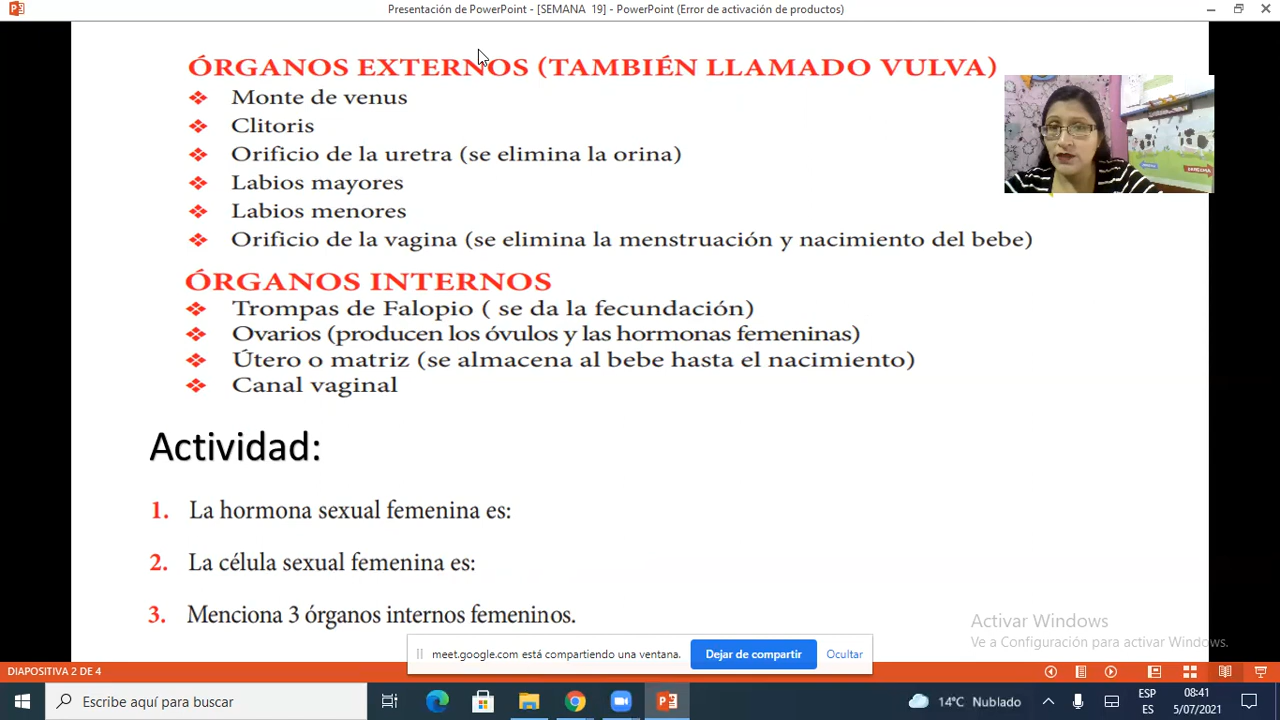 Presentación de PowerPoint - [SEMANA 19] - PowerPoint (Error de activación de productos)
ÓRGANOS EXTERNOS (TAMBIÉN LLAMADO VULVA)
Monte de venus
Clitoris
Orificio de la uretra (se elimina la orina)
Labios mayores
Labios menores
Orificio de la vagina (se elimina la menstruación y nacimiento del bebe)
ÓRGANOS INTERNOS
Trompas de Falopio ( se da la fecundación)
Ovarios (producen los óvulos y las hormonas femeninas)
Útero o matriz (se almacena al bebe hasta el nacimiento)
Canal vaginal
Actividad:
1. La hormona sexual femenina es:
2. La célula sexual femenina es:
3. Menciona 3 órganos internos femeninos.
Activar Windows
Ve a Configuración para activar Windows.
meet.google.com está compartiendo una ventana.
Dejar de compartir
Ocultar
DIAPOSITIVA 2 DE 4
Escribe aquí para buscar
14°C Nublado
ESP
ES
08:41
5/07/2021